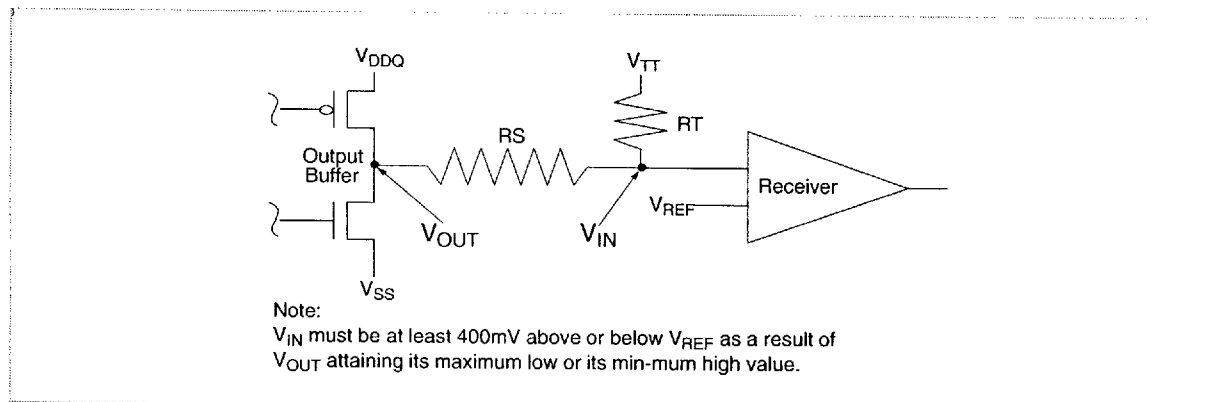 VDDQ
VTT
RT
RS
Output
Buffer
Receiver
VREF
VOUT
VIN
VSS
Note:
VIN must be at least 400mV above or below VREF as a result of
VOUT attaining its maximum low or its min-mum high value.